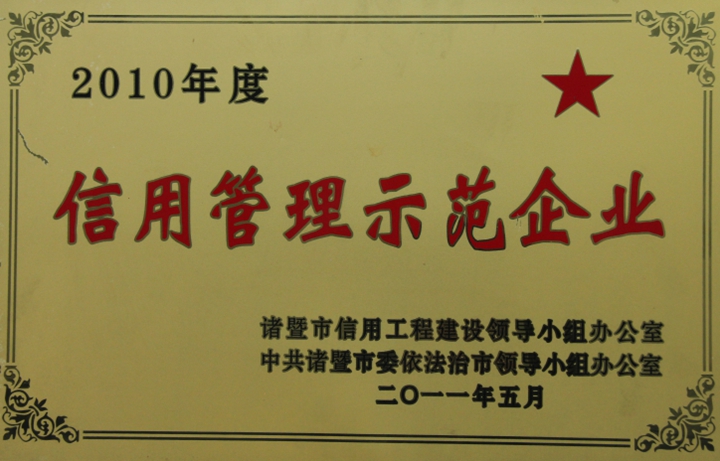 2010年度
信用管理示范企业
诸暨市信用工程建设领导小组办公室
中共诸暨市委依法治市领导小组办公室
二〇一一年五月